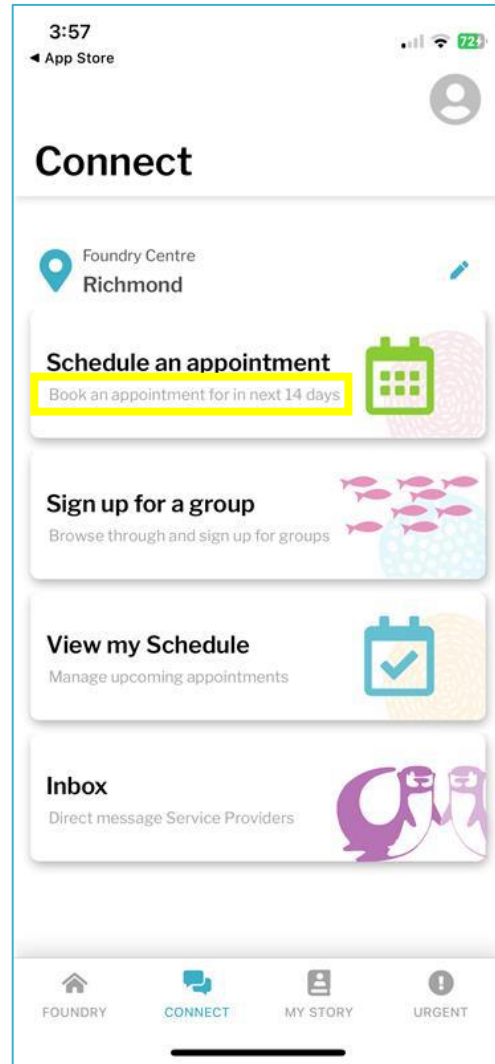 3:57
◀ App Store
72
Connect
Foundry Centre
Richmond
Schedule an appointment
Book an appointment for in next 14 days
Sign up for a group
Browse through and sign up for groups
View my Schedule
Manage upcoming appointments
Inbox
Direct message Service Providers
FOUNDRY CONNECT MY STORY URGENT